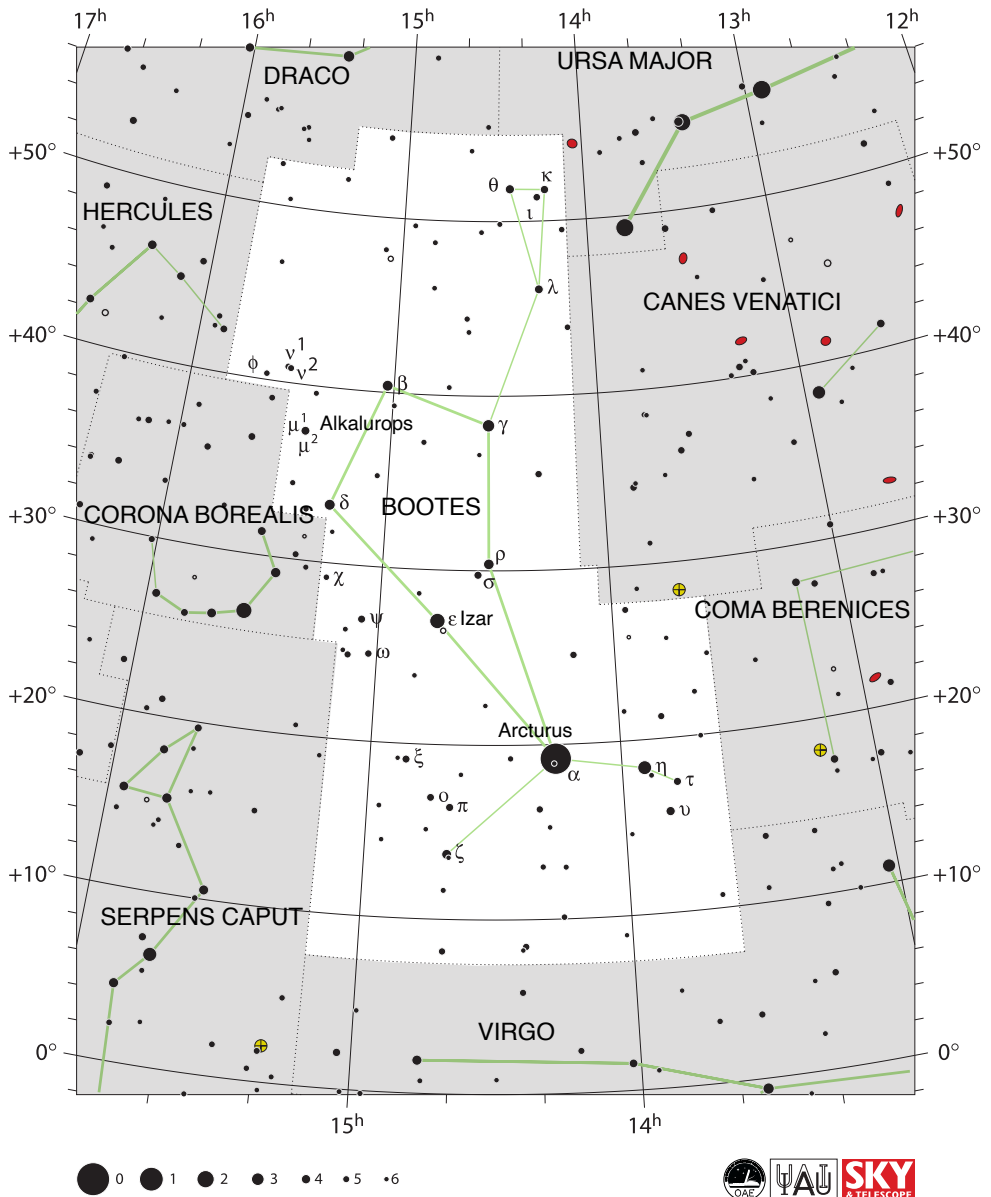 17h 16h 15h 14h 13h 12h
DRACO
URSA MAJOR
+50° +50°
θ κ
ι
HERCULES
λ
CANES VENATICI
+40° +40°
ϕ ν1
ν2
β
μ1 Alkalurops γ
μ2
δ BOOTES
CORONA BOREALIS
+30° +30°
ρ
χ σ
COMA BERENICES
ψ ε Izar
ω
+20° +20°
Arcturus
ξ α η
τ
ο
π υ
ζ
+10° +10°
SERPENS CAPUT
VIRGO
0° 0°
15h 14h
0 1 2 3 4 5 6
OAE IAU SKY
& TELESCOPE